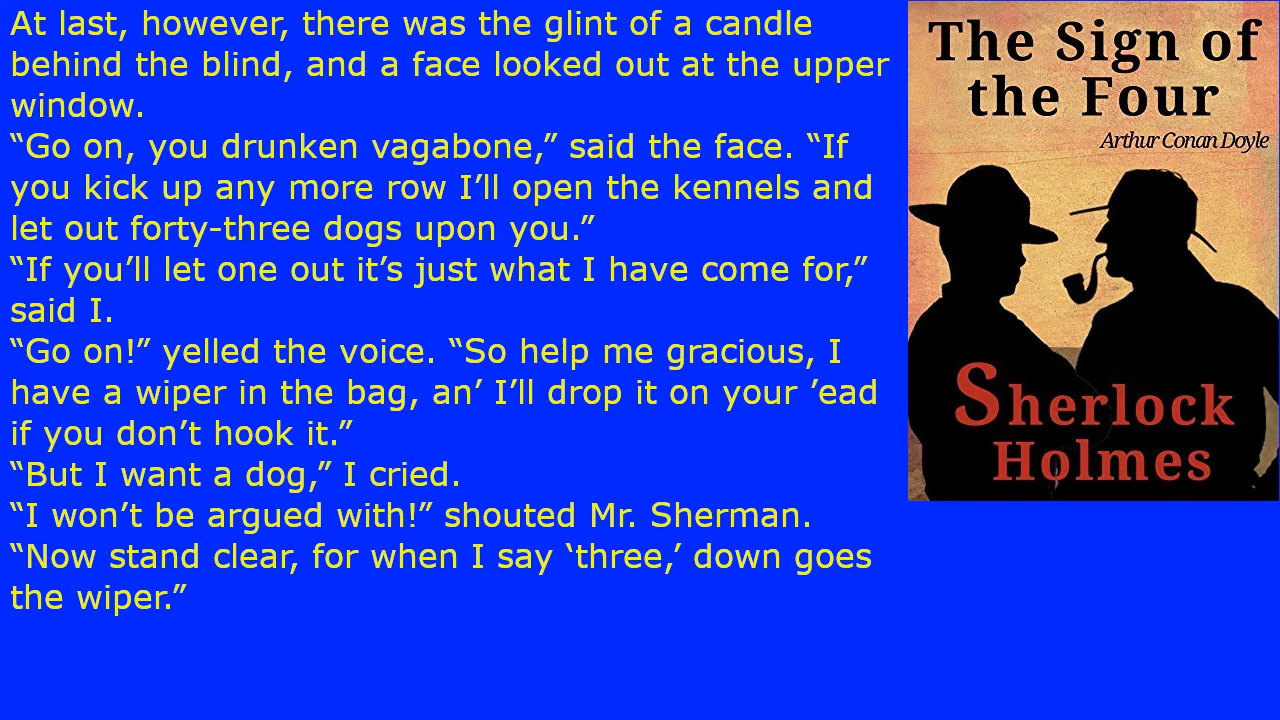 At last, however, there was the glint of a candle
behind the blind, and a face looked out at the upper
window.
“Go on, you drunken vagabone,” said the face. “If
you kick up any more row I’ll open the kennels and
let out forty-three dogs upon you.”
“If you’ll let one out it’s just what I have come for,”
said I.
“Go on!” yelled the voice. “So help me gracious, I
have a wiper in the bag, an’ I’ll drop it on your ’ead
if you don’t hook it.”
“But I want a dog,” I cried.
“I won’t be argued with!” shouted Mr. Sherman.
“Now stand clear, for when I say ‘three,’ down goes
the wiper.”
The Sign of
the Four
Arthur Conan Doyle
Sherlock
Holmes